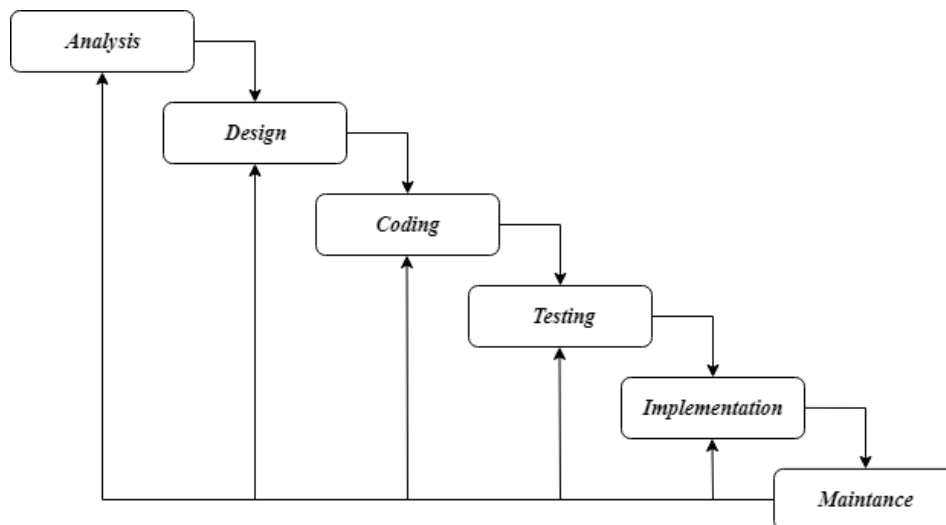 Analysis
Design
Coding
Testing
Implementation
Maintance